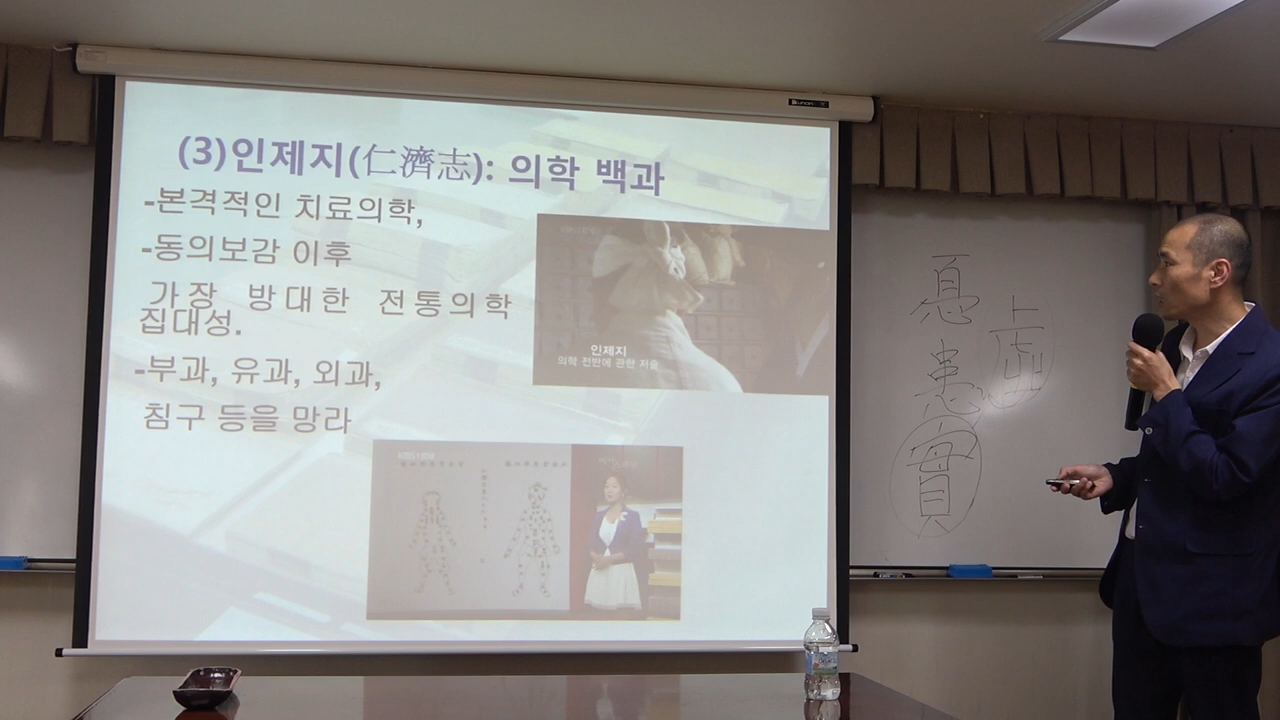 (3)인제지(仁濟志): 의학 백과
-본격적인 치료의학,
-동의보감 이후
가장 방대한 전통의학
집대성.
-부과, 유과, 외과,
침구 등을 망라
인제지
의학 전반에 관한 저술
患
虛
實